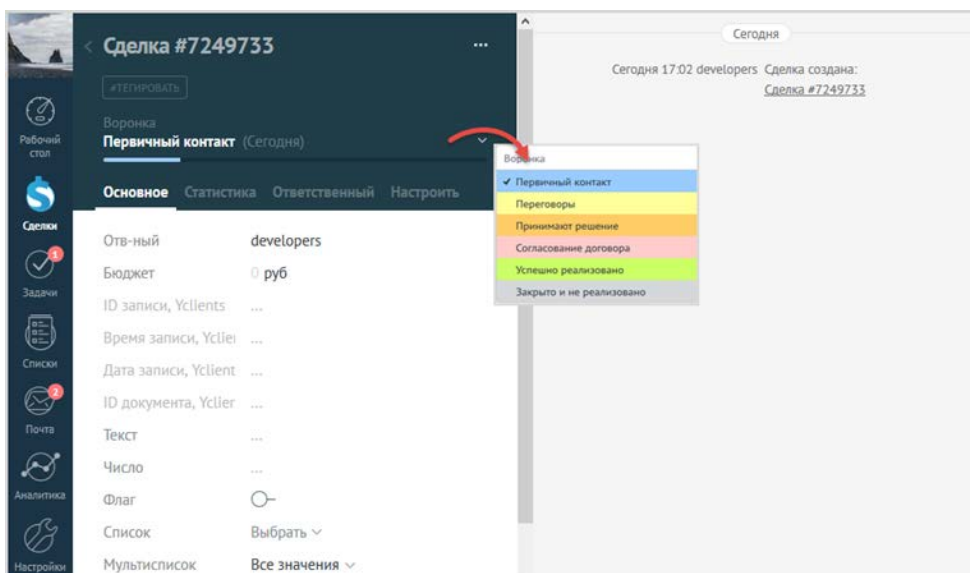 Рабочий
стол
Сделки
1
Задачи
Списки
2
Почта
Аналитика
Настройки
Сделка #7249733
#ТЕГИРОВАТЬ
Воронка
Первичный контакт (Сегодня)
Основное Статистика Ответственный Настроить
Отв-ный developers
Бюджет 0 руб
ID записи, Yclients ...
Время записи, Yclie ...
Дата записи, Yclient ...
ID документа, Yclier ...
Текст ...
Число ...
Флаг
Список Выбрать
Мультисписок Все значения
Воронка
Первичный контакт
Переговоры
Принимают решение
Согласование договора
Успешно реализовано
Закрыто и не реализовано
Сегодня
Сегодня 17:02 developers Сделка создана:
Сделка #7249733